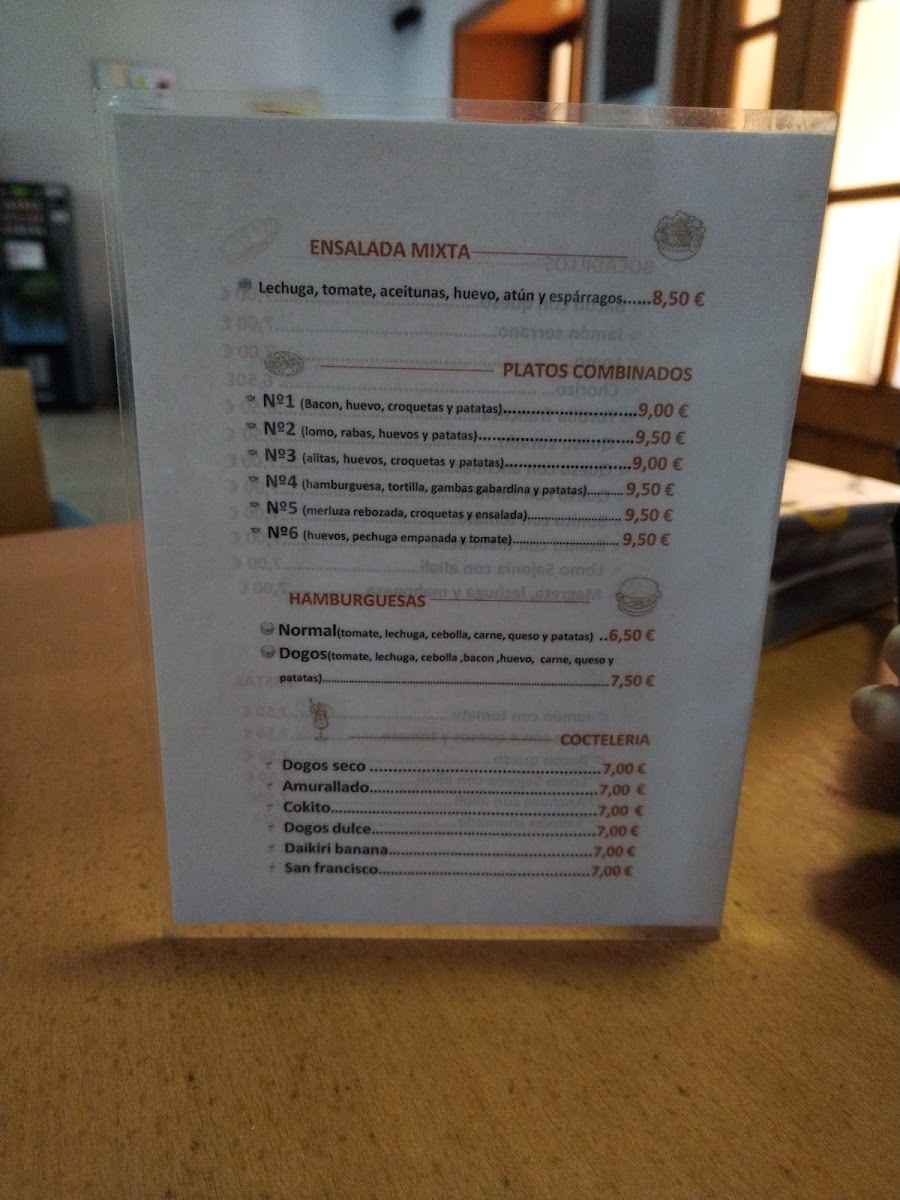 ENSALADA MIXTA
Lechuga, tomate, aceitunas, huevo, atún y espárragos......8,50 €
PLATOS COMBINADOS
Nº1 (Bacon, huevo, croquetas y patatas)..............................9,00 €
Nº2 (lomo, rabas, huevos y patatas)...................................9,50 €
Nº3 (alitas, huevos, croquetas y patatas)............................9,00 €
Nº4 (hamburguesa, tortilla, gambas gabardina y patatas)...........9,50 €
Nº5 (merluza rebozada, croquetas y ensalada)............................9,50 €
Nº6 (huevos, pechuga empanada y tomate)................................9,50 €
HAMBURGUESAS
Normal(tomate, lechuga, cebolla, carne, queso y patatas) ..6,50 €
Dogos(tomate, lechuga, cebolla ,bacon ,huevo, carne, queso y
patatas)...............................................................................7,50 €
COCTELERIA
Dogos seco ..............................................7,00 €
Amurallado..............................................7,00 €
Cokito.....................................................7,00 €
Dogos dulce.............................................7,00 €
Daikiri banana.........................................7,00 €
San francisco...........................................7,00 €